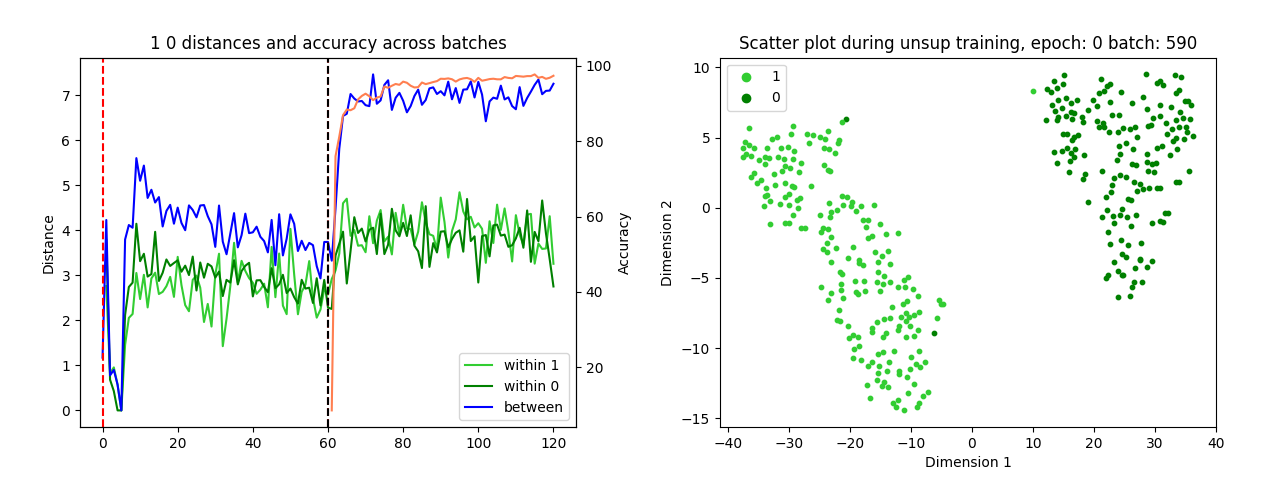 1 0 distances and accuracy across batches
Distance
7
6
5
4
3
2
1
0
0 20 40 60 80 100 120
100
80
60
40
20
Accuracy
within 1
within 0
between
Scatter plot during unsup training, epoch: 0 batch: 590
Dimension 2
10
5
0
−5
−10
−15
−40 −30 −20 −10 0 10 20 30 40
Dimension 1
1
0